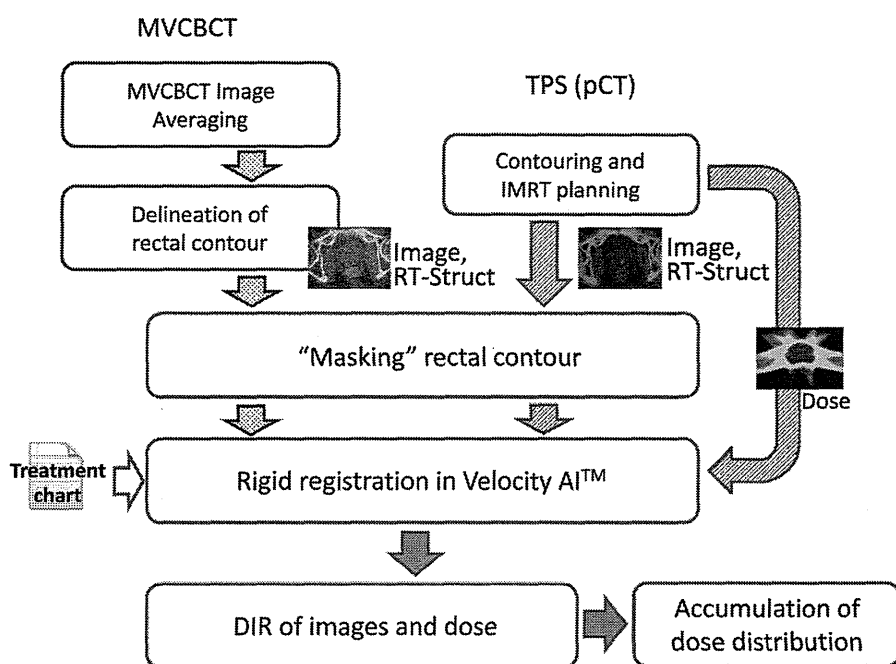 MVCBCT
MVCBCT Image
Averaging
TPS (pCT)
Contouring and
IMRT planning
Delineation of
rectal contour
Image,
RT-Struct
Image,
RT-Struct
“Masking” rectal contour
Dose
Treatment
chart
Rigid registration in Velocity AI™
DIR of images and dose
Accumulation of
dose distribution